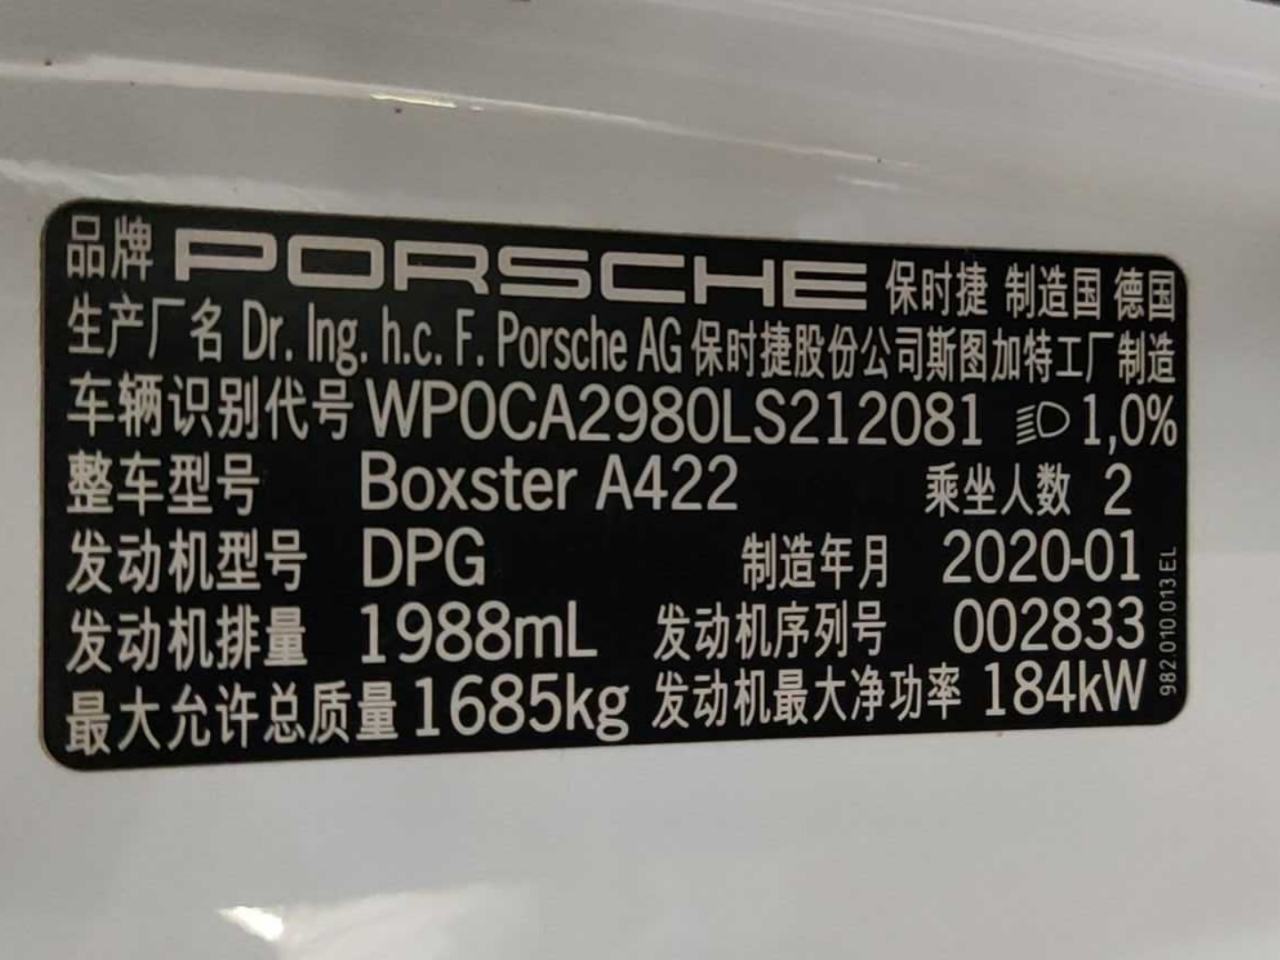 品牌 PORSCHE 保时捷 制造国 德国
生产厂名 Dr. Ing. h.c. F. Porsche AG 保时捷股份公司斯图加特工厂制造
车辆识别代号 WP0CA2980LS212081 1,0%
整车型号 Boxster A422 乘坐人数 2
发动机型号 DPG 制造年月 2020-01
发动机排量 1988mL 发动机序列号 002833
最大允许总质量 1685kg 发动机最大净功率 184kW
982.010.013 EL